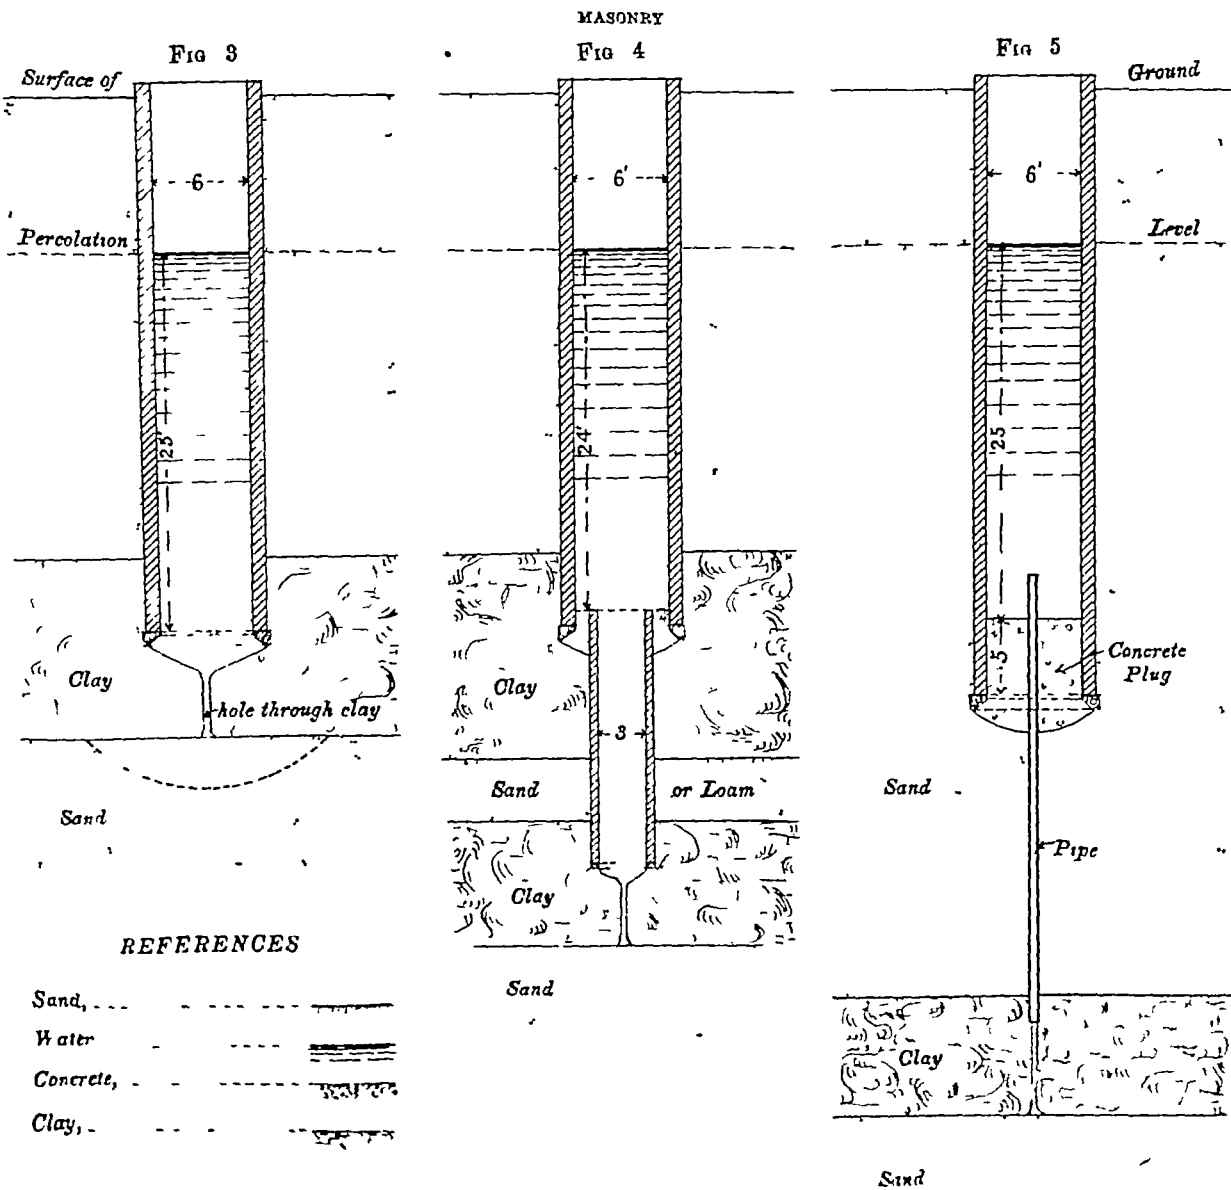 MASONRY
FIG 3
FIG 4
FIG 5
Surface of
Ground
6
6'
6'
Percolation
Level
25'
24'
25
Clay
hole through clay
Sand
Clay
3
Sand or Loam
Clay
Sand
5
Concrete
Plug
Sand
Pipe
Clay
Sand
REFERENCES
Sand,
Water
Concrete,
Clay,